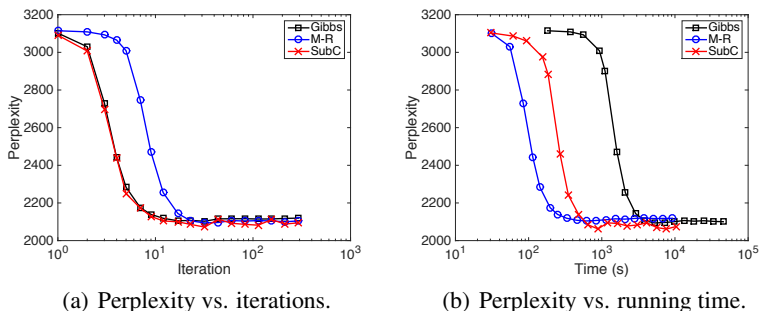 3200
3000
2800
2600
2400
2200
2000
Perplexity
10^0
10^1
10^2
10^3
Iteration
Gibbs
M-R
SubC
(a) Perplexity vs. iterations.
3200
3000
2800
2600
2400
2200
2000
Perplexity
10^1
10^2
10^3
10^4
10^5
Time (s)
Gibbs
M-R
SubC
(b) Perplexity vs. running time.